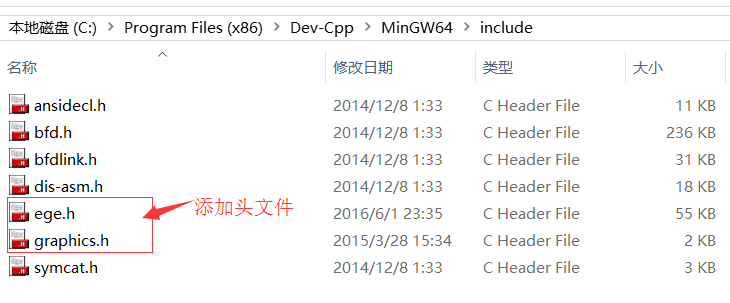 本地磁盘 (C:) > Program Files (x86) > Dev-Cpp > MinGW64 > include
名称 修改日期 类型 大小
ansidecl.h 2014/12/8 1:33 C Header File 11 KB
bfd.h 2014/12/8 1:33 C Header File 236 KB
bfdlink.h 2014/12/8 1:33 C Header File 31 KB
dis-asm.h 2014/12/8 1:33 C Header File 18 KB
ege.h 添加头文件 2016/6/1 23:35 C Header File 55 KB
graphics.h 2015/3/28 15:34 C Header File 2 KB
symcat.h 2014/12/8 1:33 C Header File 3 KB